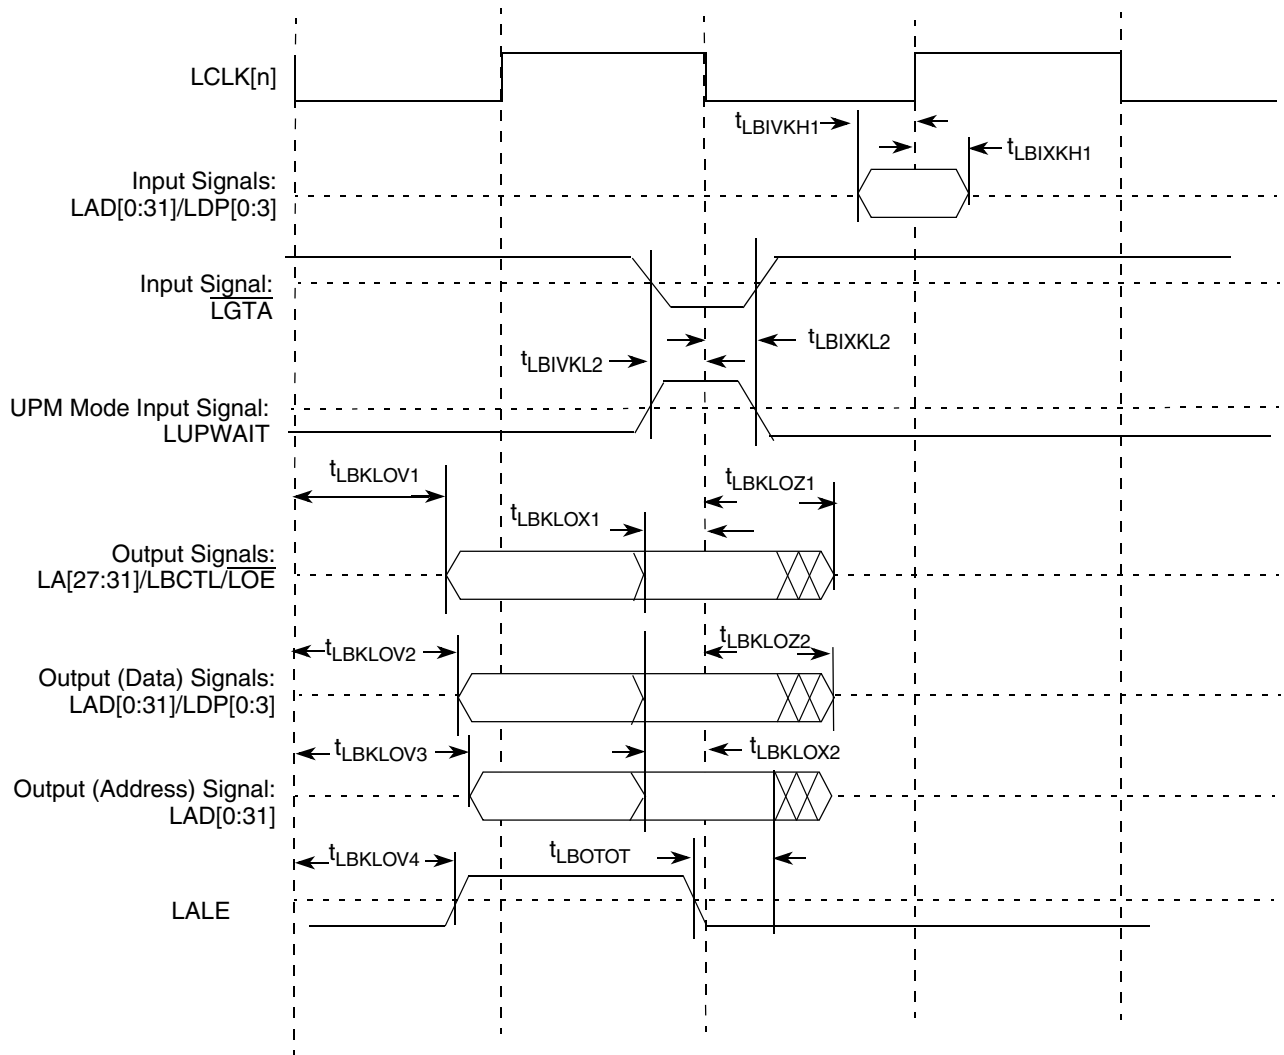 LCLK[n]
tLBIVKH1
tLBIXKH1
Input Signals:
LAD[0:31]/LDP[0:3]
Input Signal:
LGTA
tLBIXKL2
tLBIVKL2
UPM Mode Input Signal:
LUPWAIT
tLBKLOV1
tLBKLOZ1
tLBKLOX1
Output Signals:
LA[27:31]/LBCTL/LOE
tLBKLOV2
tLBKLOZ2
Output (Data) Signals:
LAD[0:31]/LDP[0:3]
tLBKLOV3
tLBKLOX2
Output (Address) Signal:
LAD[0:31]
tLBKLOV4
tLBOTOT
LALE